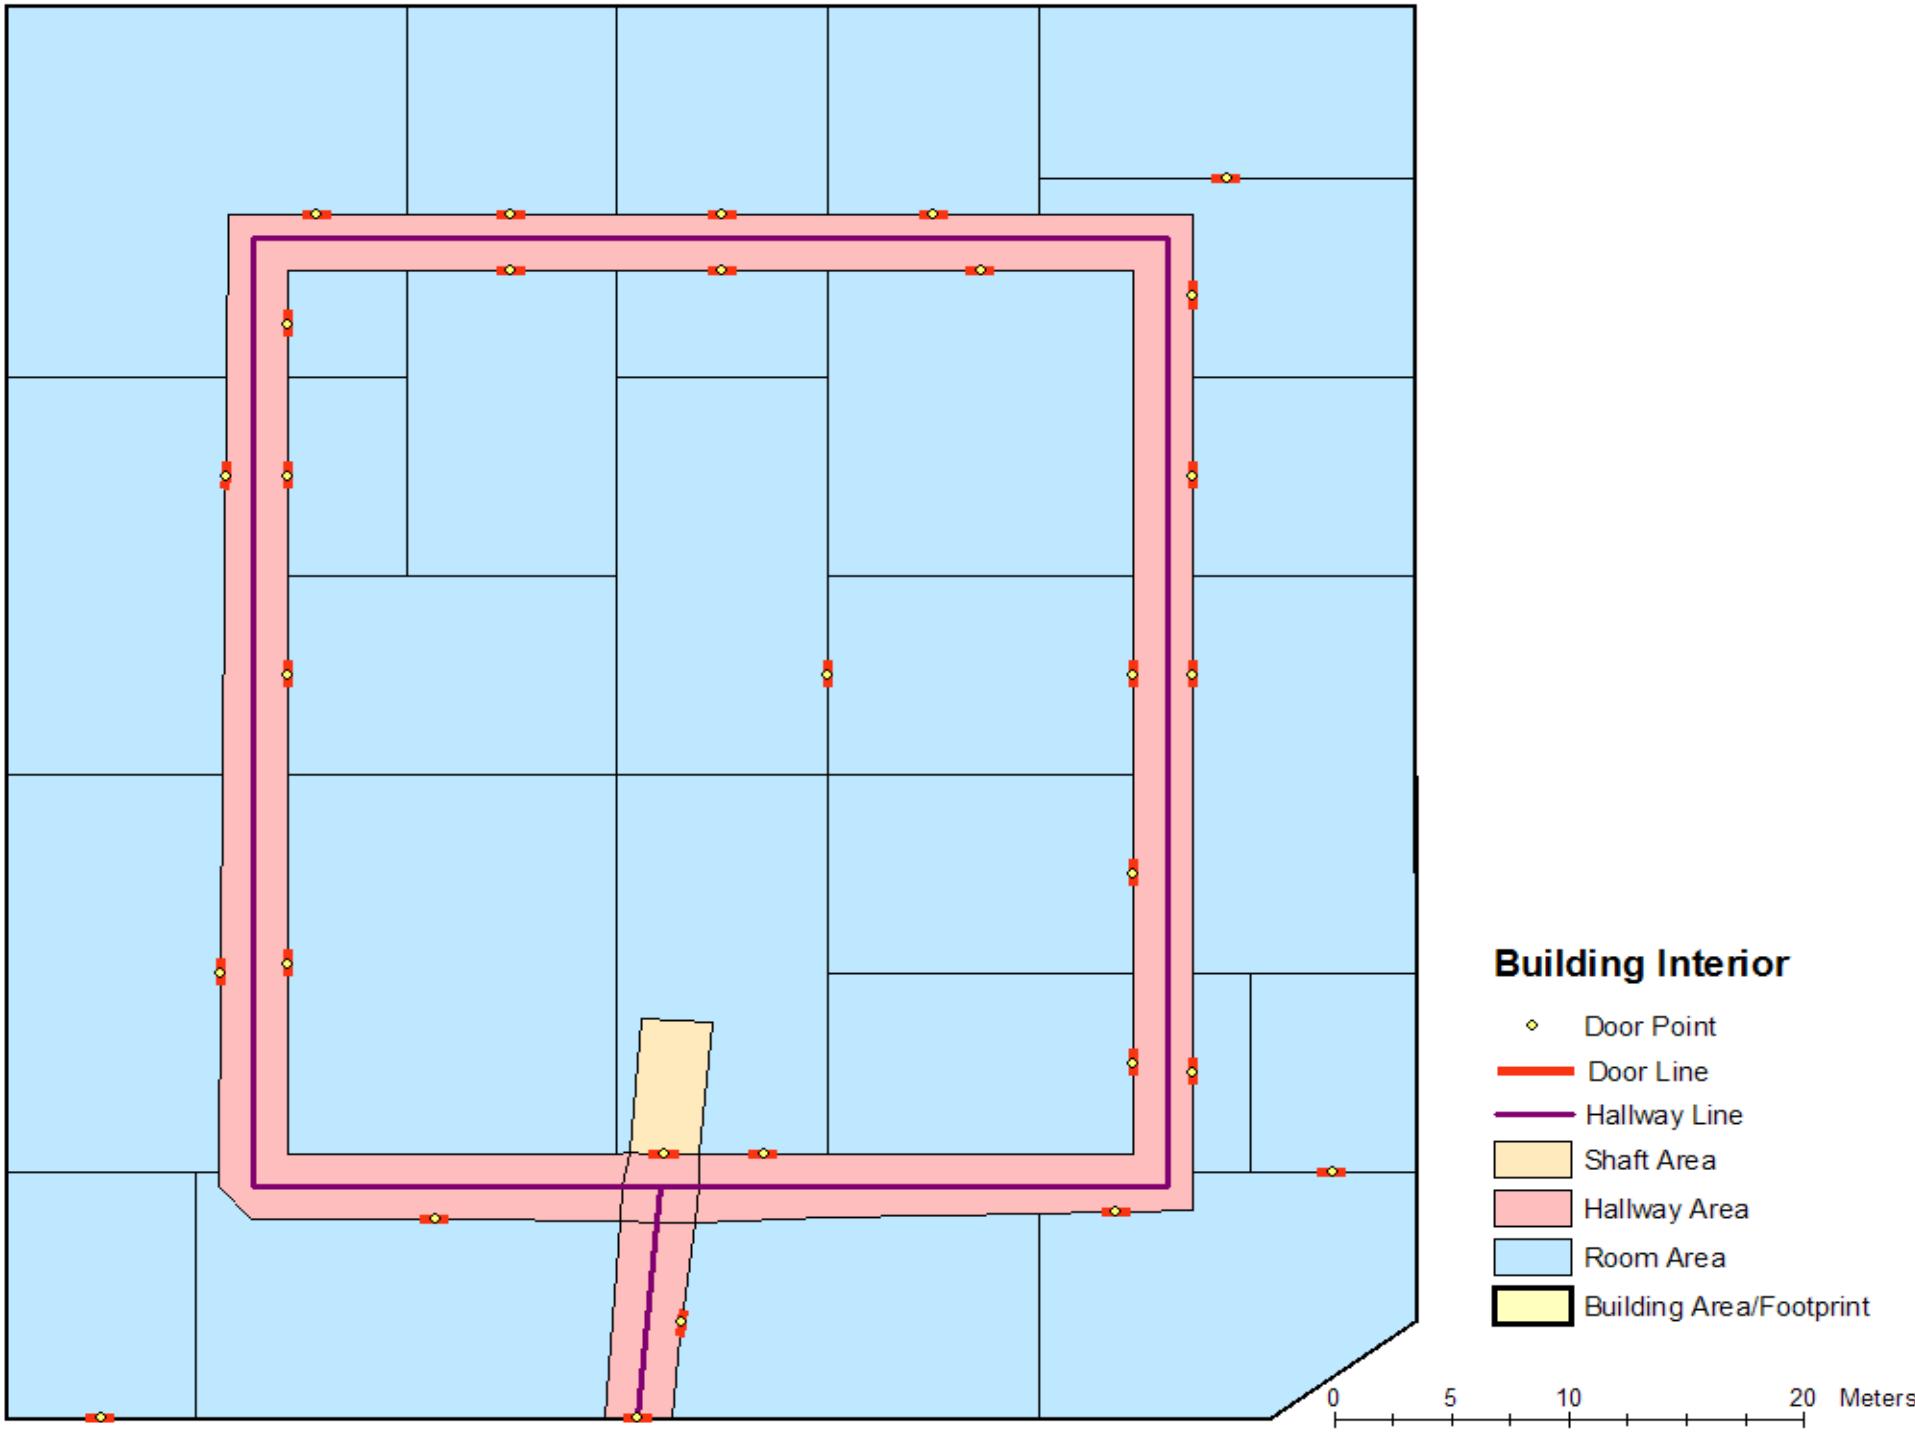 Building Interior
Door Point
Door Line
Hallway Line
Shaft Area
Hallway Area
Room Area
Building Area/Footprint
0 5 10 20 Meters